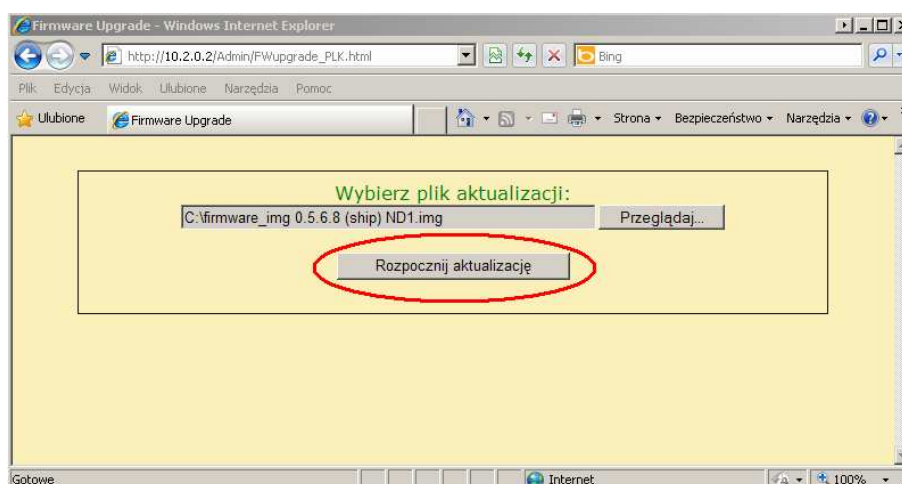 Firmware Upgrade - Windows Internet Explorer
http://10.2.0.2/Admin/FWupgrade_PLK.html
Bing
Plik Edycja Widok Ulubione Narzędzia Pomoc
Ulubione Firmware Upgrade Strona Bezpieczeństwo Narzędzia
Wybierz plik aktualizacji:
C:\firmware_img 0.5.6.8 (ship) ND1.img Przeglądaj...
Rozpocznij aktualizację
Gotowe Internet 100%